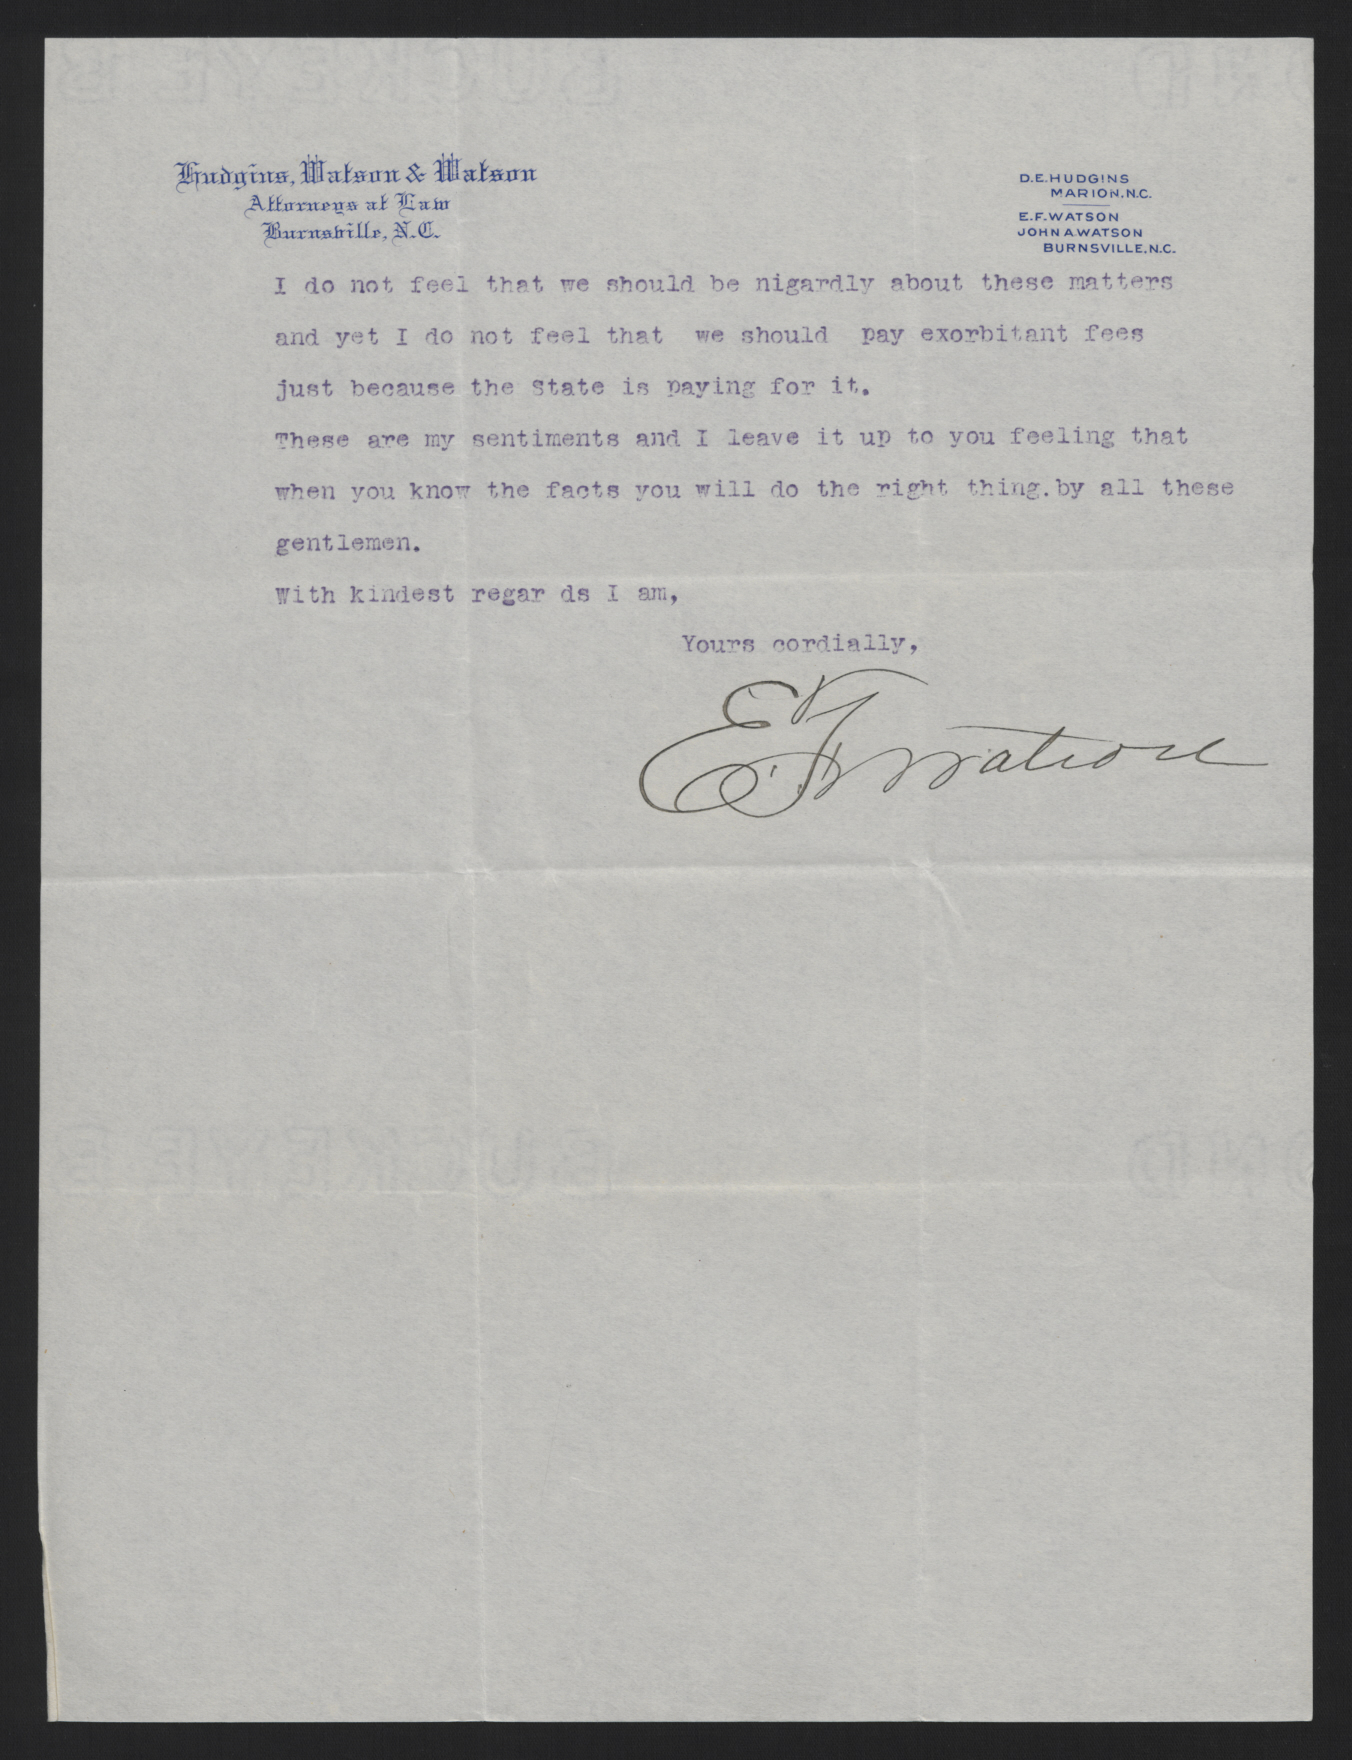 Hudgins, Watson & Watson
Attorneys at Law
Burnsville, N.C.
D.E.HUDGINS
MARION,N.C.
E.F.WATSON
JOHN A.WATSON
BURNSVILLE,N.C.
I do not feel that we should be nigardly about these matters
and yet I do not feel that we should pay exorbitant fees
just because the State is paying for it.
These are my sentiments and I leave it up to you feeling that
when you know the facts you will do the right thing.by all these
gentlemen.
With kindest regar ds I am,
Yours cordially,
E F Watson
BUCKEYE
OND
BUCKEYE
OND